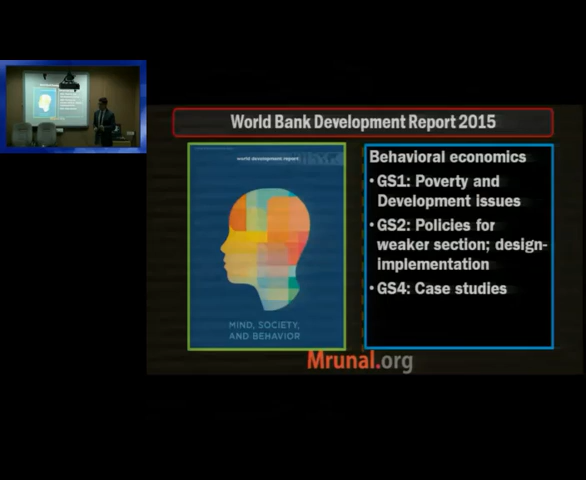 World Bank Development Report 2015
world development report
MIND, SOCIETY,
AND BEHAVIOR
Behavioral economics
• GS1: Poverty and
Development issues
• GS2: Policies for
weaker section; design-
implementation
• GS4: Case studies
Mrunal.org